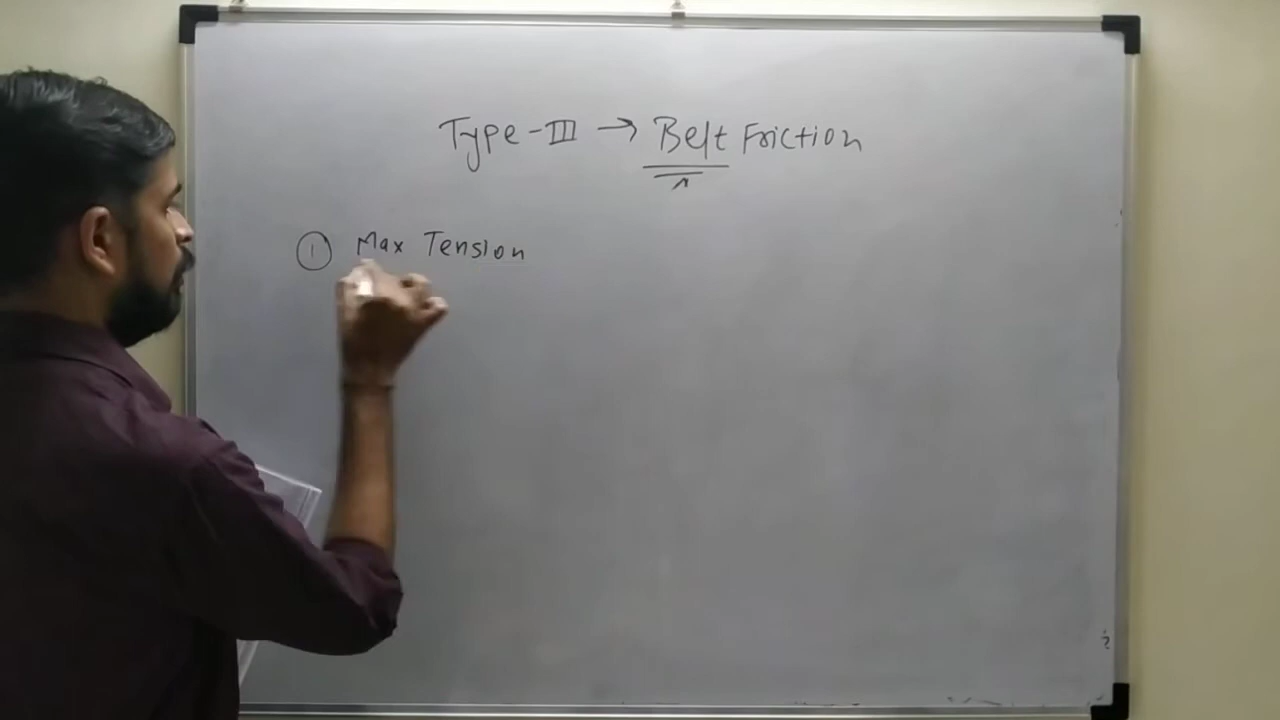 Type-III → Belt Friction
① Max Tension
?